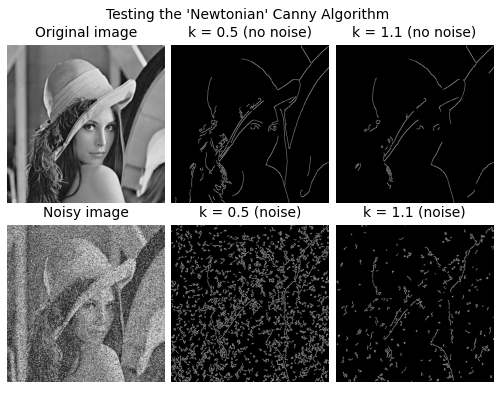 Testing the 'Newtonian' Canny Algorithm
Original image
k = 0.5 (no noise)
k = 1.1 (no noise)
Noisy image
k = 0.5 (noise)
k = 1.1 (noise)